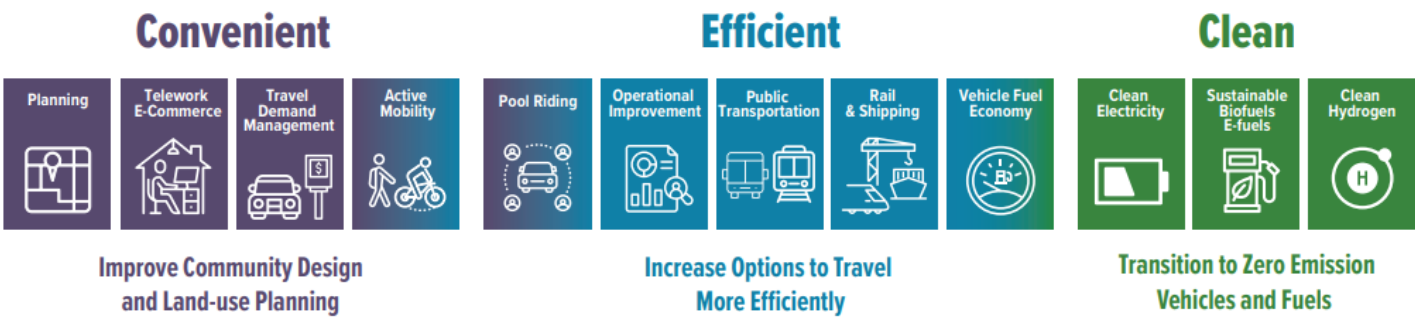 Convenient
Planning
Telework
E-Commerce
Travel
Demand
Management
$
Active
Mobility
Improve Community Design
and Land-use Planning
Efficient
Pool Riding
Operational
Improvement
Public
Transportation
Rail
& Shipping
Vehicle Fuel
Economy
Increase Options to Travel
More Efficiently
Clean
Clean
Electricity
Sustainable
Biofuels
E-fuels
Clean
Hydrogen
H
Transition to Zero Emission
Vehicles and Fuels